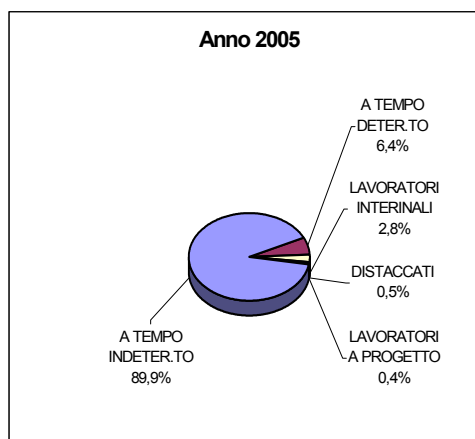 Anno 2005
A TEMPO
DETER.TO
6,4%
LAVORATORI
INTERINALI
2,8%
DISTACCATI
0,5%
LAVORATORI
A PROGETTO
0,4%
A TEMPO
INDETER.TO
89,9%